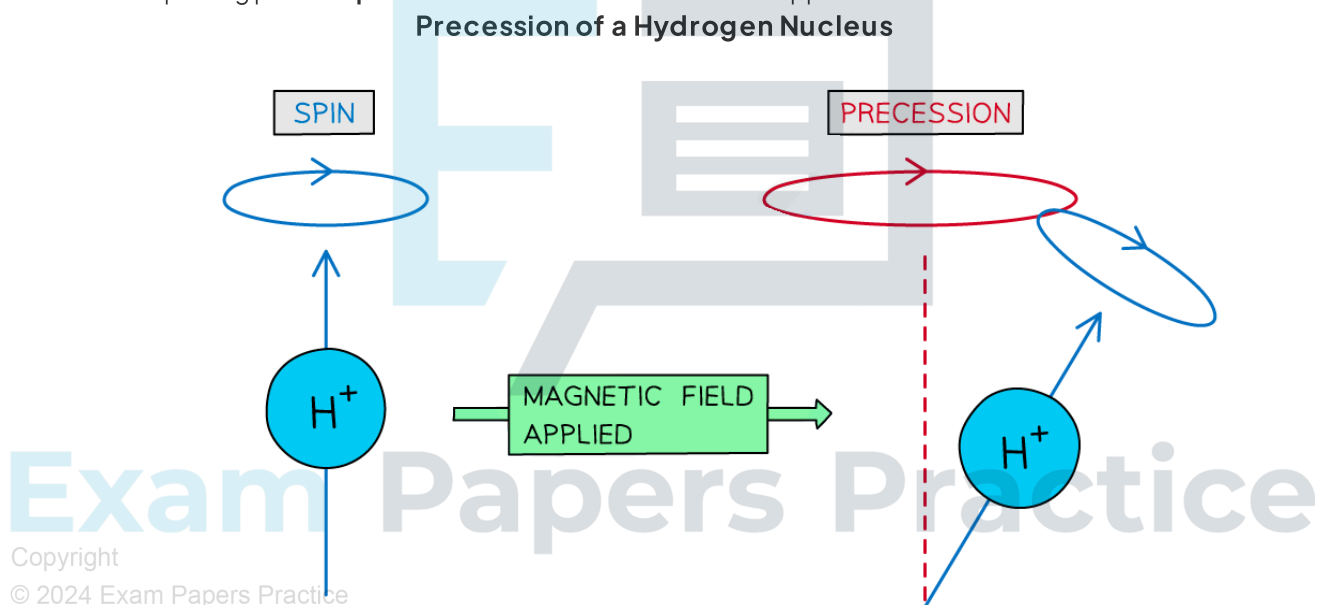 Precession of a Hydrogen Nucleus
SPIN
PRECESSION
MAGNETIC FIELD
APPLIED
H+
H+
Exam Papers Practice
Copyright
© 2024 Exam Papers Practice